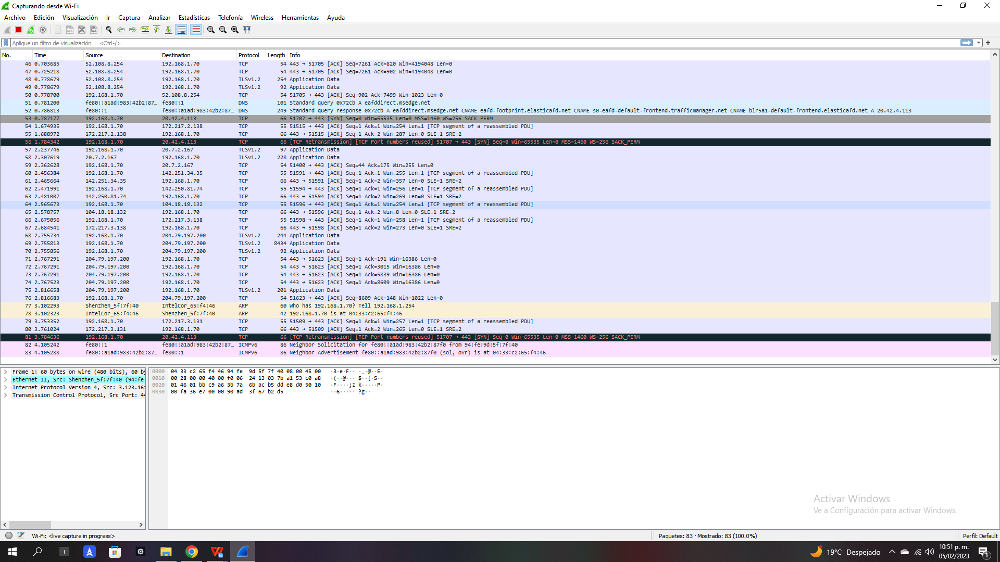 Capturando desde Wi-Fi
Archivo Edición Visualización Ir Captura Analizar Estadísticas Telefonía Wireless Herramientas Ayuda
Aplique un filtro de visualización ... <Ctrl-/>
No. Time Source Destination Protocol Length Info
46 0.703685 52.108.8.254 192.168.1.70 TCP 54 443 → 51705 [ACK] Seq=7261 Ack=820 Win=4194048 Len=0
47 0.725218 52.108.8.254 192.168.1.70 TCP 54 443 → 51705 [ACK] Seq=7261 Ack=902 Win=4194048 Len=0
48 0.778679 52.108.8.254 192.168.1.70 TLSv1.2 254 Application Data
49 0.778679 52.108.8.254 192.168.1.70 TLSv1.2 92 Application Data
50 0.778700 192.168.1.70 52.108.8.254 TCP 54 51705 → 443 [ACK] Seq=902 Ack=7499 Win=1023 Len=0
51 0.781200 fe80::a1ad:983:42b2:87… fe80::1 DNS 101 Standard query 0x72cb A eafddirect.msedge.net
52 0.786813 fe80::1 fe80::a1ad:983:42b2:87… DNS 249 Standard query response 0x72cb A eafddirect.msedge.net CNAME eafd-footprint.elasticafd.net CNAME s0-eafd-default-frontend.trafficmanager.net CNAME blr5a1-default-frontend.elasticafd.net A 20.42.4.113
53 0.787177 192.168.1.70 20.42.4.113 TCP 66 51707 → 443 [SYN] Seq=0 Win=65535 Len=0 MSS=1460 WS=256 SACK_PERM
54 1.674935 192.168.1.70 172.217.2.138 TCP 55 51515 → 443 [ACK] Seq=1 Ack=1 Win=254 Len=1 [TCP segment of a reassembled PDU]
55 1.688972 172.217.2.138 192.168.1.70 TCP 66 443 → 51515 [ACK] Seq=1 Ack=2 Win=287 Len=0 SLE=1 SRE=2
56 1.784342 192.168.1.70 20.42.4.113 TCP 66 [TCP Retransmission] [TCP Port numbers reused] 51707 → 443 [SYN] Seq=0 Win=65535 Len=0 MSS=1460 WS=256 SACK_PERM
57 2.237746 192.168.1.70 20.7.2.167 TLSv1.2 97 Application Data
58 2.307619 20.7.2.167 192.168.1.70 TLSv1.2 228 Application Data
59 2.362628 192.168.1.70 20.7.2.167 TCP 54 51400 → 443 [ACK] Seq=44 Ack=175 Win=255 Len=0
60 2.456384 192.168.1.70 142.251.34.35 TCP 55 51591 → 443 [ACK] Seq=1 Ack=1 Win=255 Len=1 [TCP segment of a reassembled PDU]
61 2.465664 142.251.34.35 192.168.1.70 TCP 66 443 → 51591 [ACK] Seq=1 Ack=2 Win=357 Len=0 SLE=1 SRE=2
62 2.471991 192.168.1.70 142.250.81.74 TCP 55 51594 → 443 [ACK] Seq=1 Ack=1 Win=256 Len=1 [TCP segment of a reassembled PDU]
63 2.481007 142.250.81.74 192.168.1.70 TCP 66 443 → 51594 [ACK] Seq=1 Ack=2 Win=269 Len=0 SLE=1 SRE=2
64 2.565673 192.168.1.70 104.18.18.132 TCP 55 51596 → 443 [ACK] Seq=1 Ack=1 Win=254 Len=1 [TCP segment of a reassembled PDU]
65 2.578757 104.18.18.132 192.168.1.70 TCP 66 443 → 51596 [ACK] Seq=1 Ack=2 Win=8 Len=0 SLE=1 SRE=2
66 2.675056 192.168.1.70 172.217.3.138 TCP 55 51598 → 443 [ACK] Seq=1 Ack=1 Win=258 Len=1 [TCP segment of a reassembled PDU]
67 2.684541 172.217.3.138 192.168.1.70 TCP 66 443 → 51598 [ACK] Seq=1 Ack=2 Win=273 Len=0 SLE=1 SRE=2
68 2.755734 192.168.1.70 204.79.197.200 TLSv1.2 244 Application Data
69 2.755813 192.168.1.70 204.79.197.200 TLSv1.2 8434 Application Data
70 2.755856 192.168.1.70 204.79.197.200 TLSv1.2 92 Application Data
71 2.767291 204.79.197.200 192.168.1.70 TCP 54 443 → 51623 [ACK] Seq=1 Ack=191 Win=16386 Len=0
72 2.767291 204.79.197.200 192.168.1.70 TCP 54 443 → 51623 [ACK] Seq=1 Ack=3015 Win=16386 Len=0
73 2.767291 204.79.197.200 192.168.1.70 TCP 54 443 → 51623 [ACK] Seq=1 Ack=5839 Win=16386 Len=0
74 2.767523 204.79.197.200 192.168.1.70 TCP 54 443 → 51623 [ACK] Seq=1 Ack=8609 Win=16386 Len=0
75 2.816658 204.79.197.200 192.168.1.70 TLSv1.2 201 Application Data
76 2.816683 192.168.1.70 204.79.197.200 TCP 54 51623 → 443 [ACK] Seq=8609 Ack=148 Win=1022 Len=0
77 3.102293 Shenzhen_5f:7f:40 IntelCor_65:f4:46 ARP 60 Who has 192.168.1.70? Tell 192.168.1.254
78 3.102323 IntelCor_65:f4:46 Shenzhen_5f:7f:40 ARP 42 192.168.1.70 is at 04:33:c2:65:f4:46
79 3.753352 192.168.1.70 172.217.3.131 TCP 55 51509 → 443 [ACK] Seq=1 Ack=1 Win=257 Len=1 [TCP segment of a reassembled PDU]
80 3.761024 172.217.3.131 192.168.1.70 TCP 66 443 → 51509 [ACK] Seq=1 Ack=2 Win=265 Len=0 SLE=1 SRE=2
81 3.784636 192.168.1.70 20.42.4.113 TCP 66 [TCP Retransmission] [TCP Port numbers reused] 51707 → 443 [SYN] Seq=0 Win=65535 Len=0 MSS=1460 WS=256 SACK_PERM
82 4.105242 fe80::1 fe80::a1ad:983:42b2:87… ICMPv6 86 Neighbor Solicitation for fe80::a1ad:983:42b2:87f0 from 94:fe:9d:5f:7f:40
83 4.105288 fe80::a1ad:983:42b2:87… fe80::1 ICMPv6 86 Neighbor Advertisement fe80::a1ad:983:42b2:87f0 (sol, ovr) is at 04:33:c2:65:f4:46
Frame 1: 60 bytes on wire (480 bits), 60 by
Ethernet II, Src: Shenzhen_5f:7f:40 (94:fe:
Internet Protocol Version 4, Src: 3.123.161
Transmission Control Protocol, Src Port: 44
0000 04 33 c2 65 f4 46 94 fe 9d 5f 7f 40 08 00 45 00 ·3·e·F·· ·_·@··E·
0010 00 28 00 00 40 00 f0 06 24 13 03 7b a1 53 c0 a8 ·(··@··· $··{·S··
0020 01 46 01 bb c9 a6 3b 7a 6b ac b5 dd e8 d0 50 10 ·F····;z k·····P·
0030 00 fa 36 e7 00 00 90 ad 3f 67 b2 d5 ··6····· ?g··
Activar Windows
Ve a Configuración para activar Windows.
Wi-Fi: <live capture in progress>
Paquetes: 83 · Mostrado: 83 (100.0%)
Perfil: Default
19°C Despejado
10:51 p. m.
05/02/2023
1